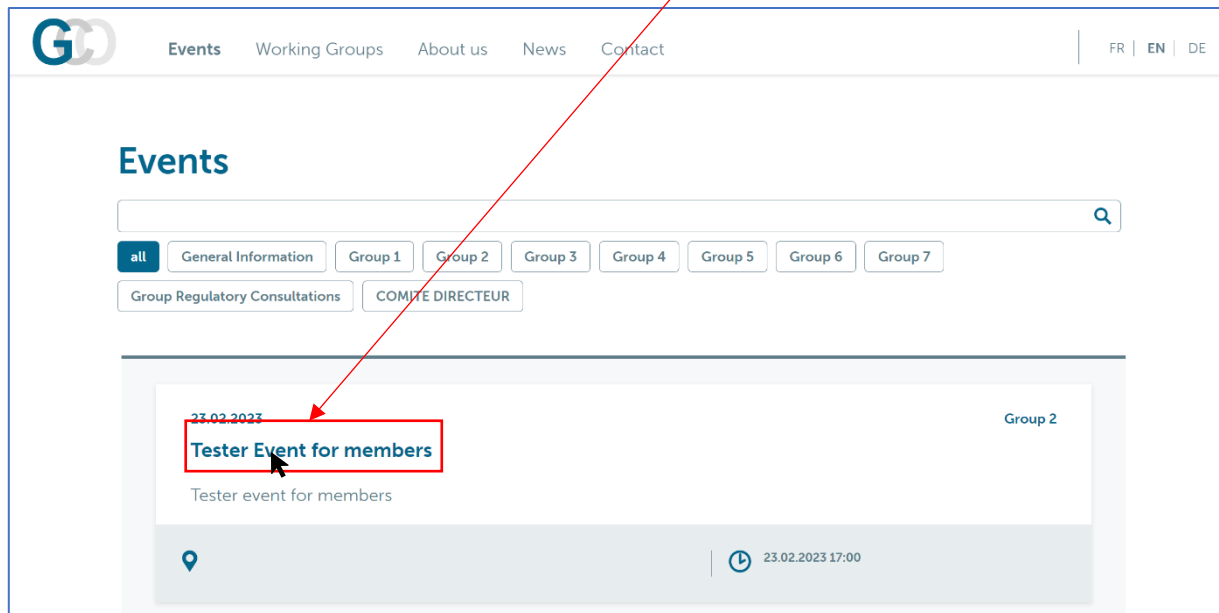 GCO
Events Working Groups About us News Contact FR | EN | DE
Events
all General Information Group 1 Group 2 Group 3 Group 4 Group 5 Group 6 Group 7
Group Regulatory Consultations COMITE DIRECTEUR
23.02.2023 Group 2
Tester Event for members
Tester event for members
23.02.2023 17:00